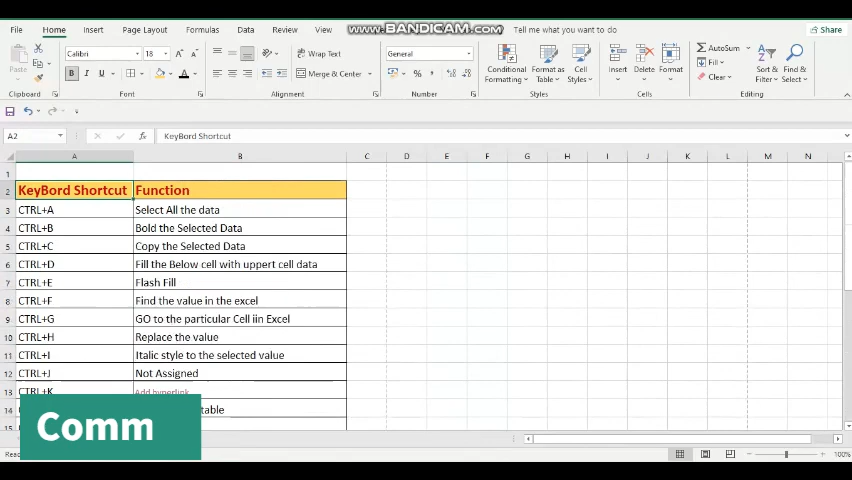 File Home Insert Page Layout Formulas Data Review View www.BANDICAM.com Tell me what you want to do Share
Calibri 18 Wrap Text General AutoSum
Paste B I U Merge & Center Conditional Formatting Format as Table Cell Styles Insert Delete Format Fill Clear Sort & Filter Find & Select
Clipboard Font Alignment Number Styles Cells Editing
A2 fx KeyBord Shortcut
A B C D E F G H I J K L M N
1
2 KeyBord Shortcut Function
3 CTRL+A Select All the data
4 CTRL+B Bold the Selected Data
5 CTRL+C Copy the Selected Data
6 CTRL+D Fill the Below cell with uppert cell data
7 CTRL+E Flash Fill
8 CTRL+F Find the value in the excel
9 CTRL+G GO to the particular Cell iin Excel
10 CTRL+H Replace the value
11 CTRL+I Italic style to the selected value
12 CTRL+J Not Assigned
13 CTRL+K Add hyperlink
14 table
15
Comm
100%